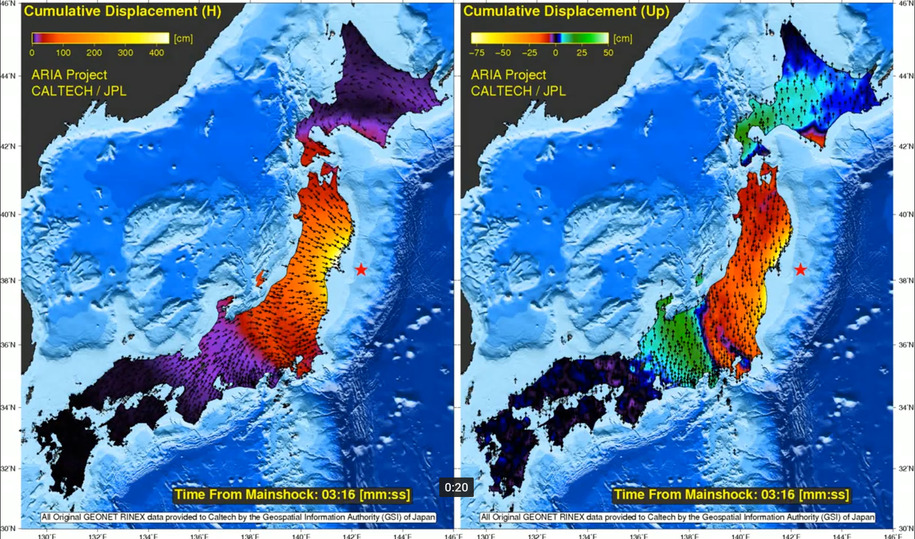 Cumulative Displacement (H)
0 100 200 300 400 [cm]
ARIA Project
CALTECH / JPL
46°N
44°N
42°N
40°N
38°N
36°N
34°N
32°N
30°N
Time From Mainshock: 03:16 [mm:ss]
All Original GEONET RINEX data provided to Caltech by the Geospatial Information Authority (GSI) of Japan
130°E 132°E 134°E 136°E 138°E 140°E 142°E 144°E 146°E
0:20
Cumulative Displacement (Up)
-75 -50 -25 0 25 50 [cm]
ARIA Project
CALTECH / JPL
46°N
44°N
42°N
40°N
38°N
36°N
34°N
32°N
30°N
Time From Mainshock: 03:16 [mm:ss]
All Original GEONET RINEX data provided to Caltech by the Geospatial Information Authority (GSI) of Japan
130°E 132°E 134°E 136°E 138°E 140°E 142°E 144°E